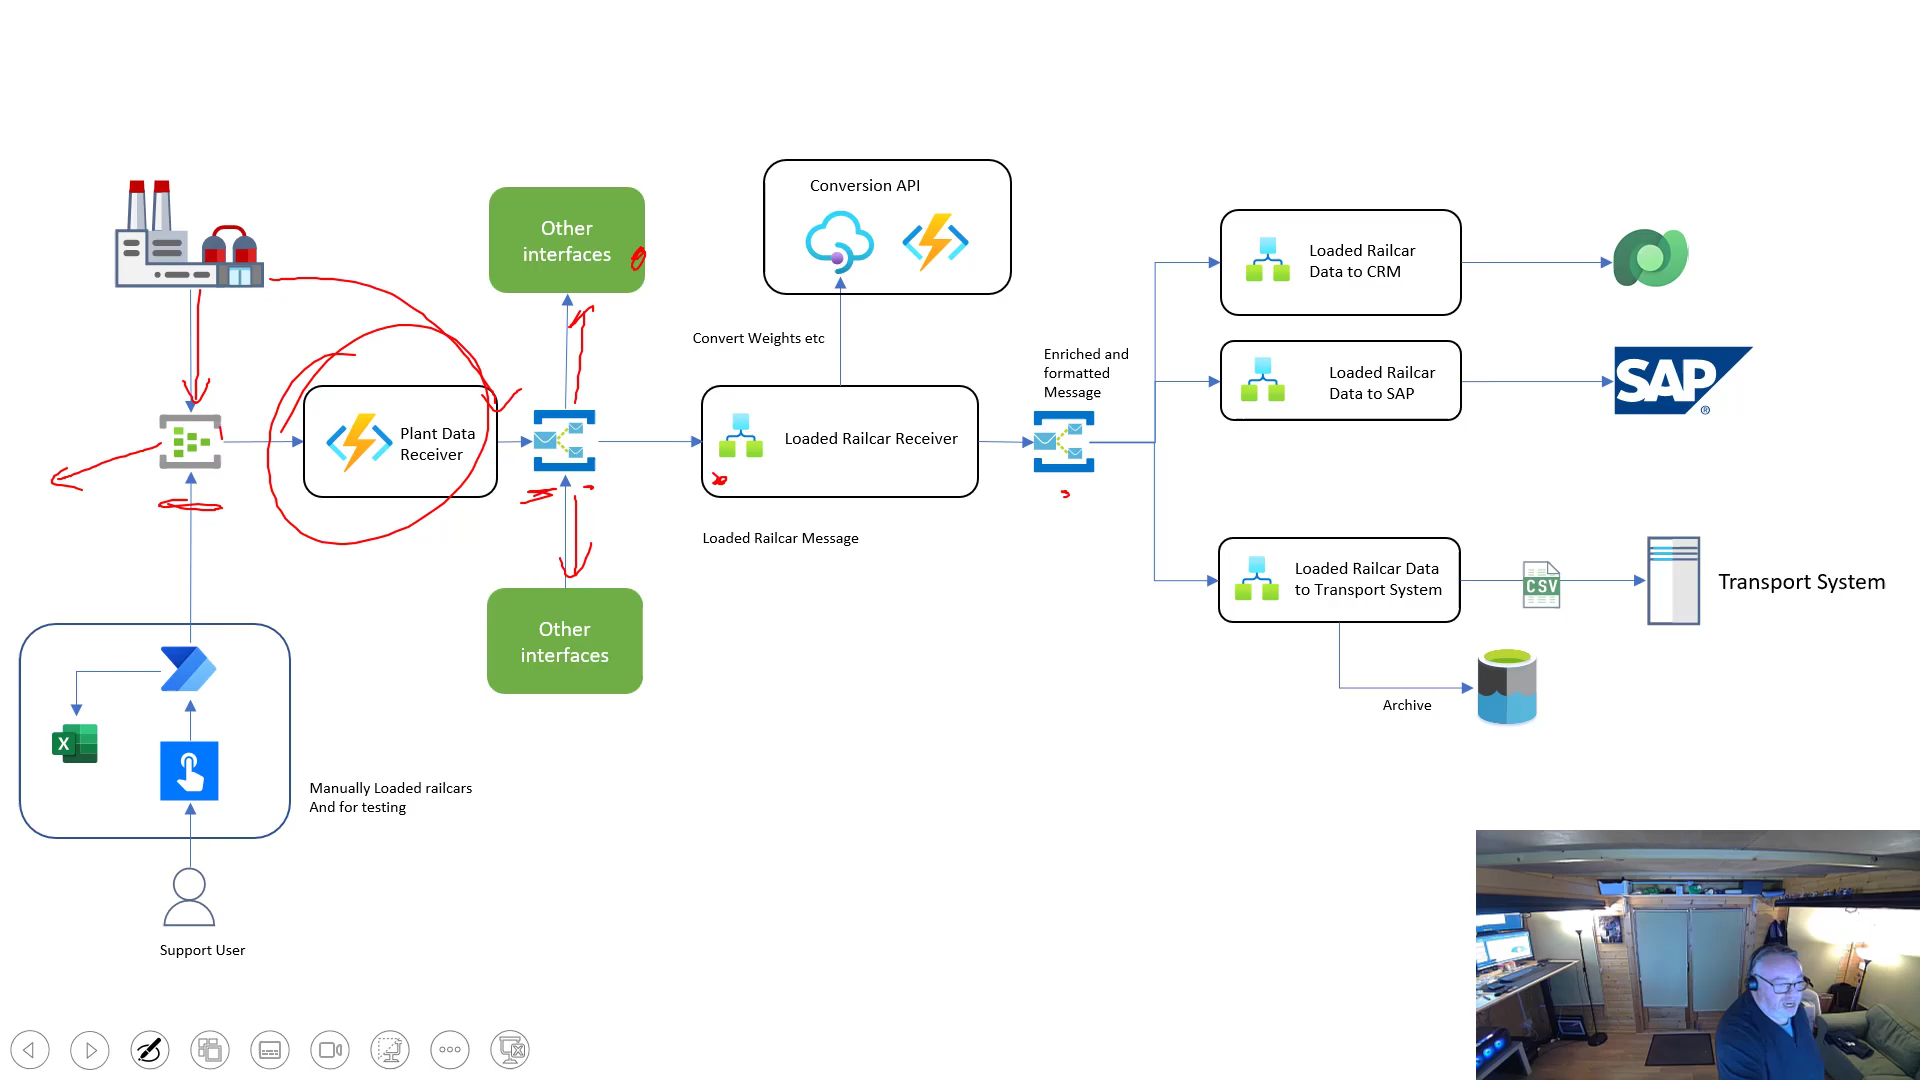 Conversion API
Other
interfaces
Loaded Railcar
Data to CRM
Convert Weights etc
Enriched and
formatted
Message
Loaded Railcar
Data to SAP
SAP
®
Plant Data
Receiver
Loaded Railcar Receiver
Loaded Railcar Message
Loaded Railcar Data
to Transport System
CSV
Transport System
Other
interfaces
Archive
X
Manually Loaded railcars
And for testing
Support User